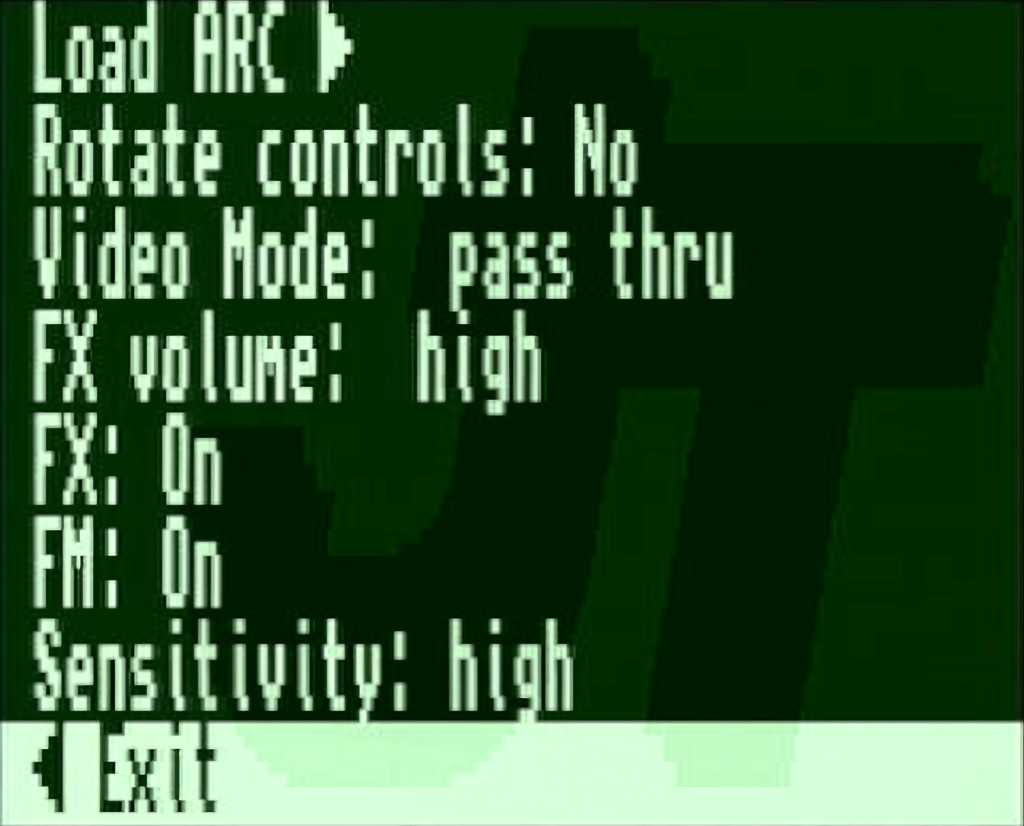 Load ARC
Rotate controls: No
Video Mode: pass thru
FX volume: high
FX: On
FM: On
Sensitivity: high
Exit